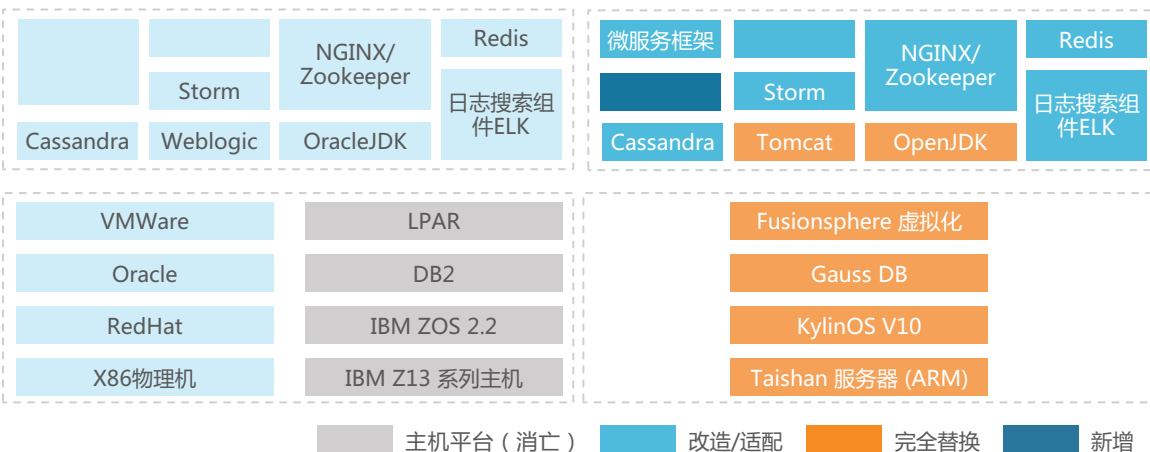 Redis
NGINX/
Zookeeper
Storm
日志搜索组
件ELK
Cassandra
Weblogic
OracleJDK
微服务框架
Redis
NGINX/
Zookeeper
Storm
日志搜索组
件ELK
Cassandra
Tomcat
OpenJDK
VMWare
LPAR
Oracle
DB2
RedHat
IBM ZOS 2.2
X86物理机
IBM Z13 系列主机
Fusionsphere 虚拟化
Gauss DB
KylinOS V10
Taishan 服务器 (ARM)
主机平台（消亡）
改造/适配
完全替换
新增